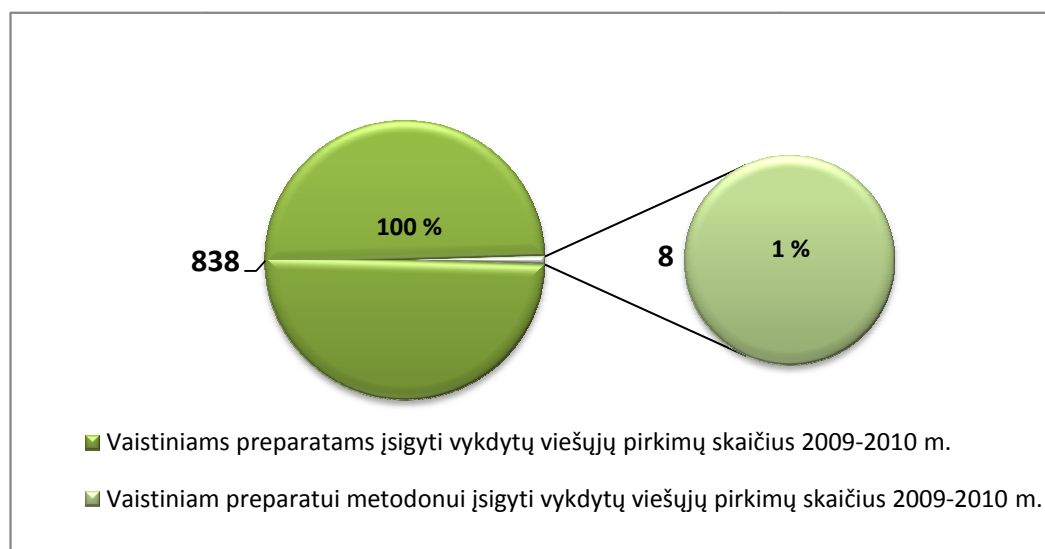 100 %
838
8
1 %
Vaistiniams preparatams įsigyti vykdytų viešųjų pirkimų skaičius 2009-2010 m.
Vaistiniam preparatui metodonui įsigyti vykdytų viešųjų pirkimų skaičius 2009-2010 m.